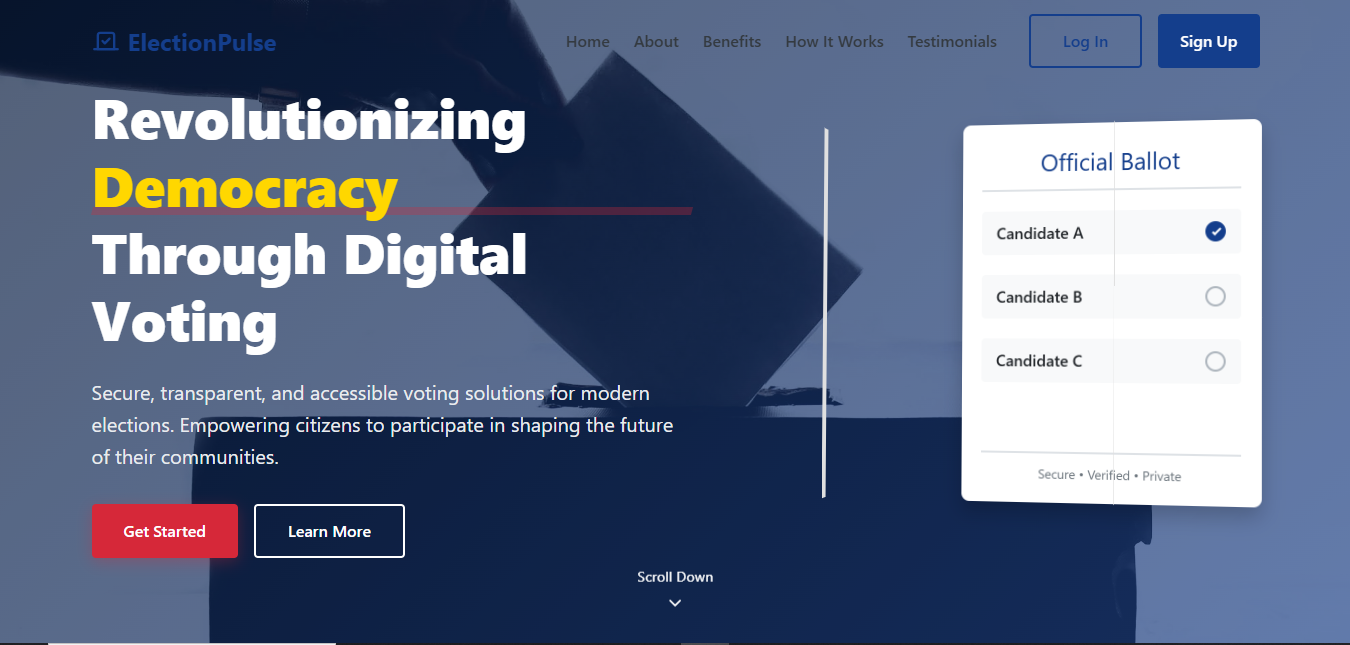 ElectionPulse
Home About Benefits How It Works Testimonials Log In Sign Up
Revolutionizing
Democracy
Through Digital
Voting
Secure, transparent, and accessible voting solutions for modern
elections. Empowering citizens to participate in shaping the future
of their communities.
Get Started Learn More
Official Ballot
Candidate A
Candidate B
Candidate C
Secure • Verified • Private
Scroll Down